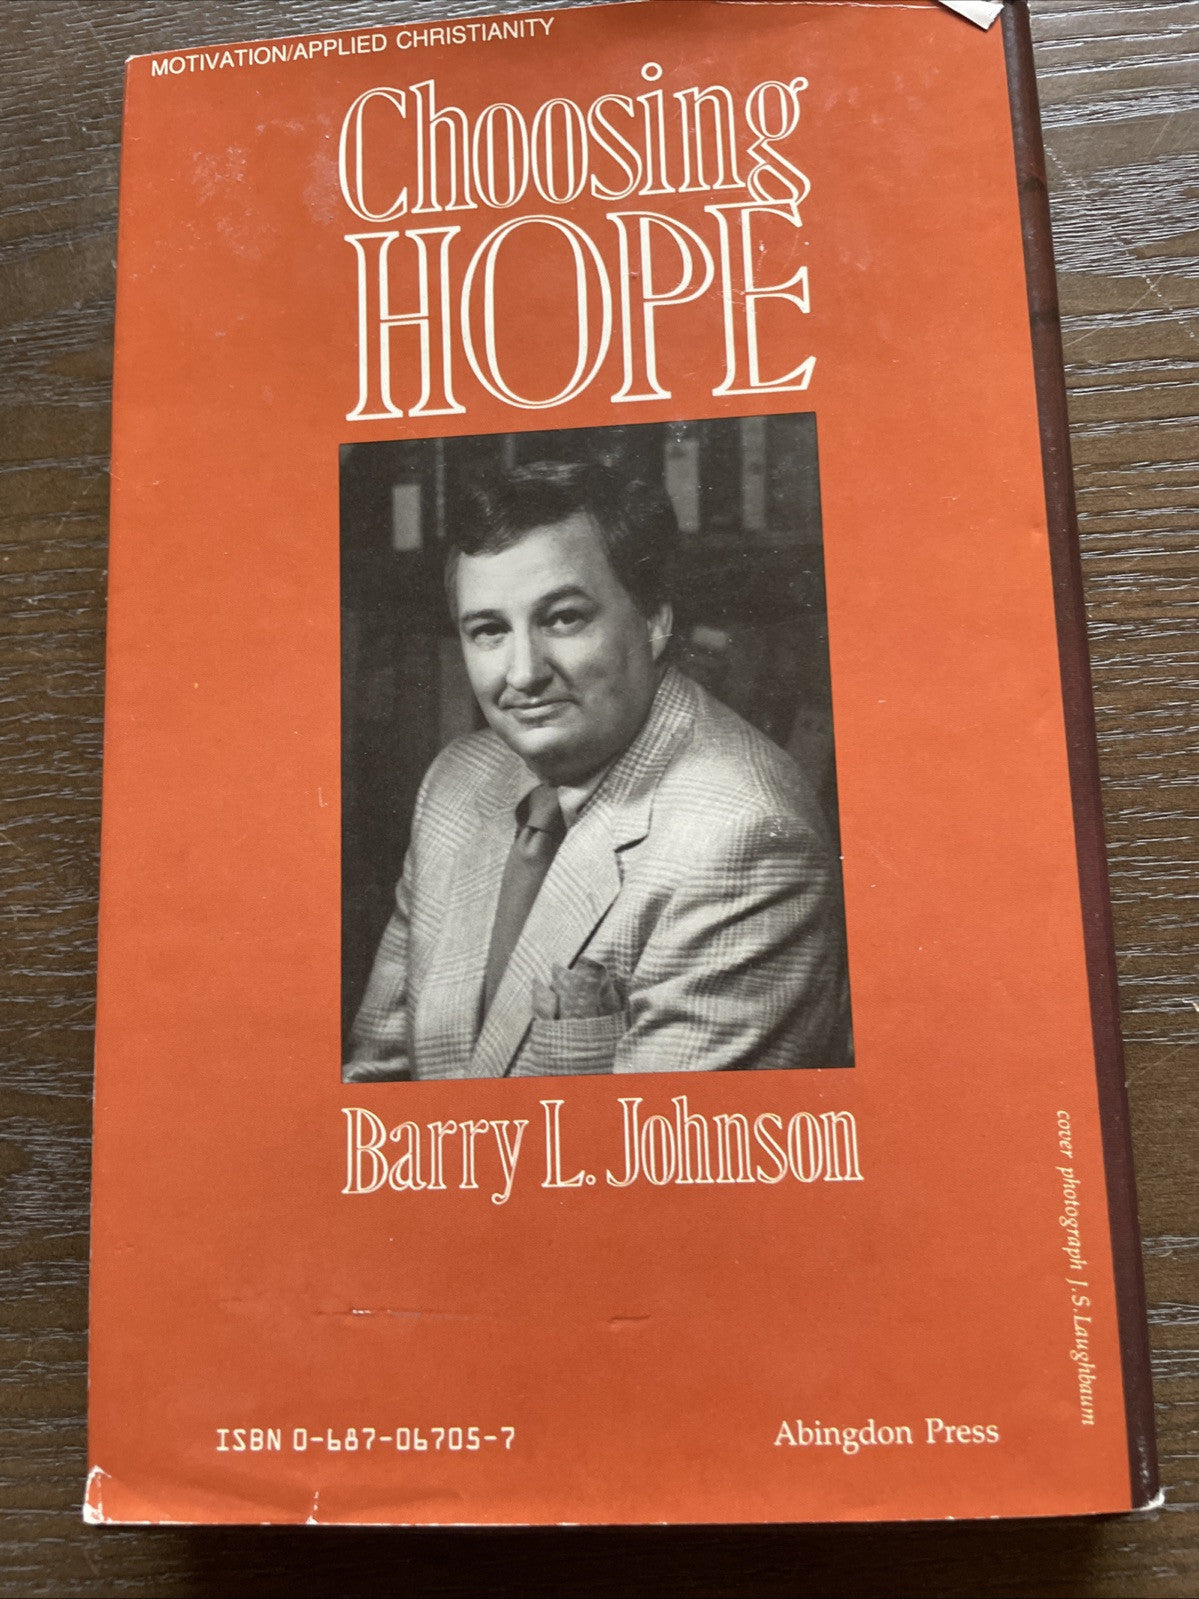 MOTIVATION/APPLIED CHRISTIANITY
Choosing
HOPE
Barry L. Johnson
cover photograph J.S.Laughbaum
ISBN 0-687-06705-7
Abingdon Press